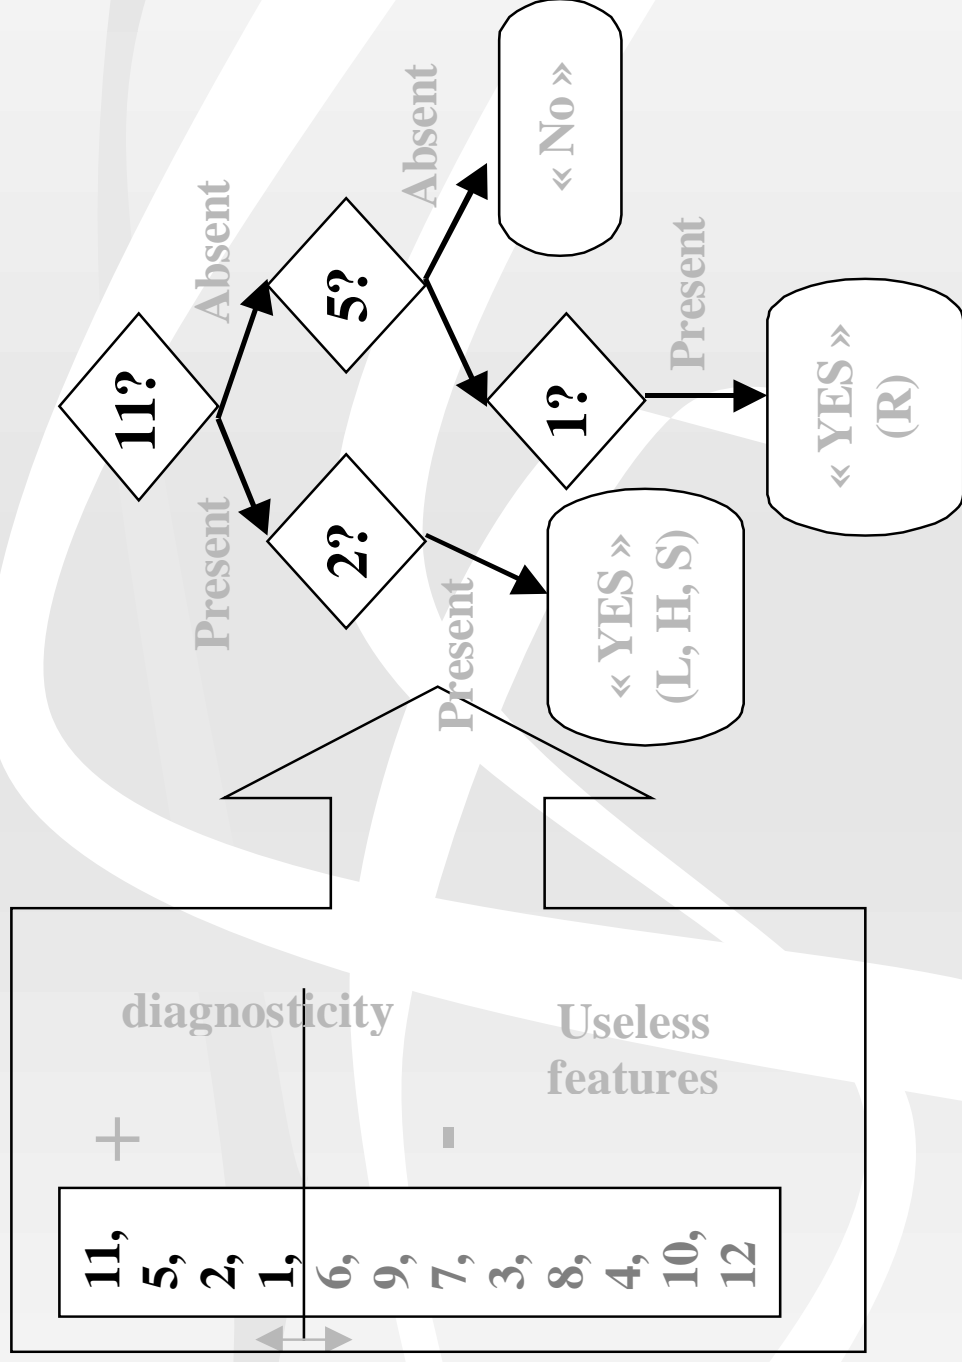 11?
Present
Absent
2?
5?
Present
Absent
1?
« No »
Present
« YES »
(L, H, S)
« YES »
(R)
diagnosticity
Useless
features
+
-
11,
5,
2,
1,
6,
9,
7,
3,
8,
4,
10,
12